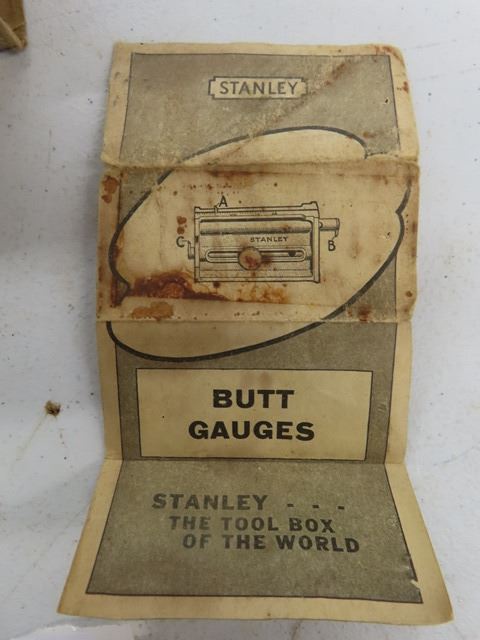 STANLEY
A
STANLEY
C
B
BUTT
GAUGES
STANLEY - - -
THE TOOL BOX
OF THE WORLD